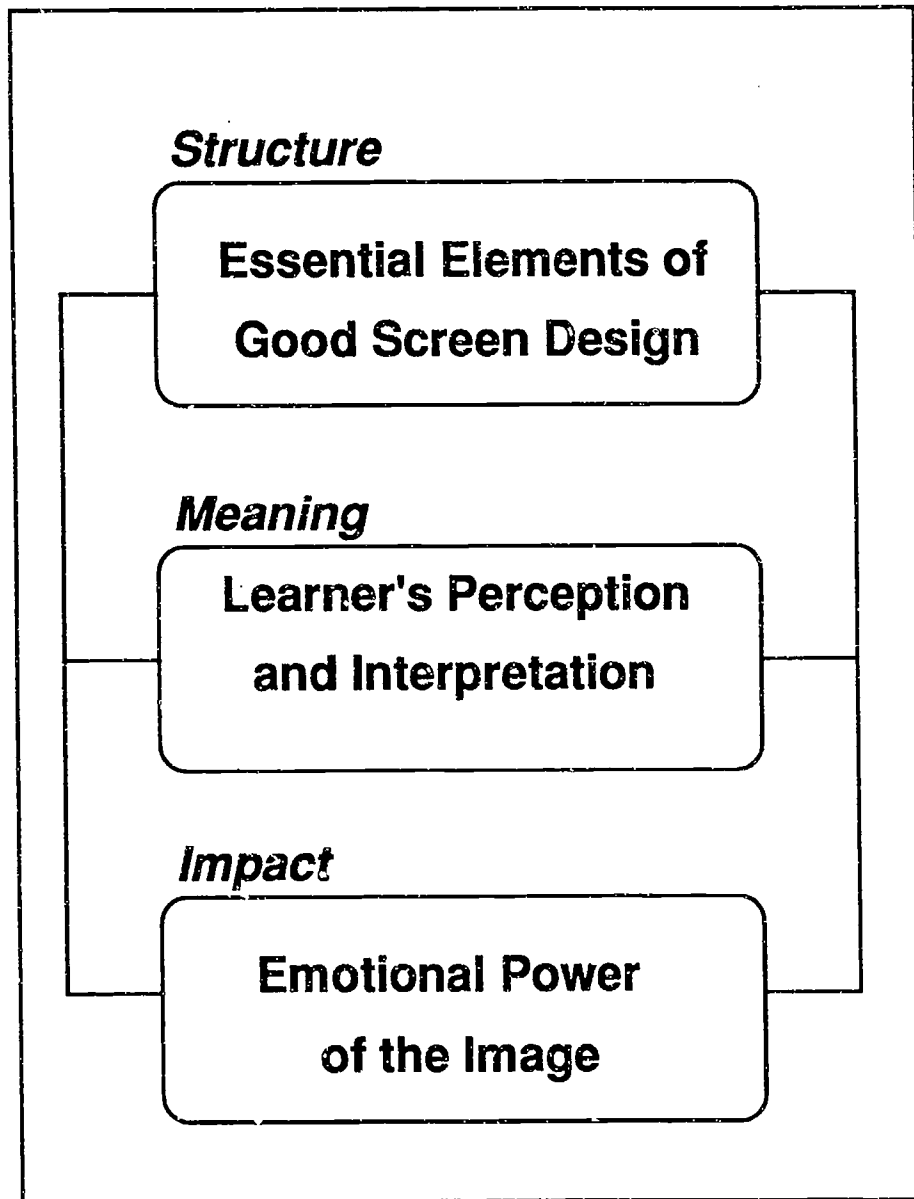 Structure
Essential Elements of
Good Screen Design
Meaning
Learner's Perception
and Interpretation
Impact
Emotional Power
of the Image